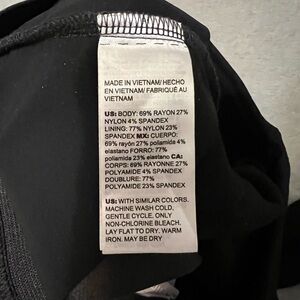 MADE IN VIETNAM/ HECHO
EN VIETNAM/ FABRIQUÉ AU
VIETNAM
US: BODY: 69% RAYON 27%
NYLON 4% SPANDEX
LINING: 77% NYLON 23%
SPANDEX MX: CUERPO:
69% rayón 27% poliamida 4%
elastano FORRO: 77%
poliamida 23% elastano CA:
CORPS: 69% RAYONNE 27%
POLYAMIDE 4% SPANDEX
DOUBLURE: 77%
POLYAMIDE 23% SPANDEX
US: WITH SIMILAR COLORS.
MACHINE WASH COLD,
GENTLE CYCLE. ONLY
NON-CHLORINE BLEACH.
LAY FLAT TO DRY. WARM
IRON. MAY BE DRY